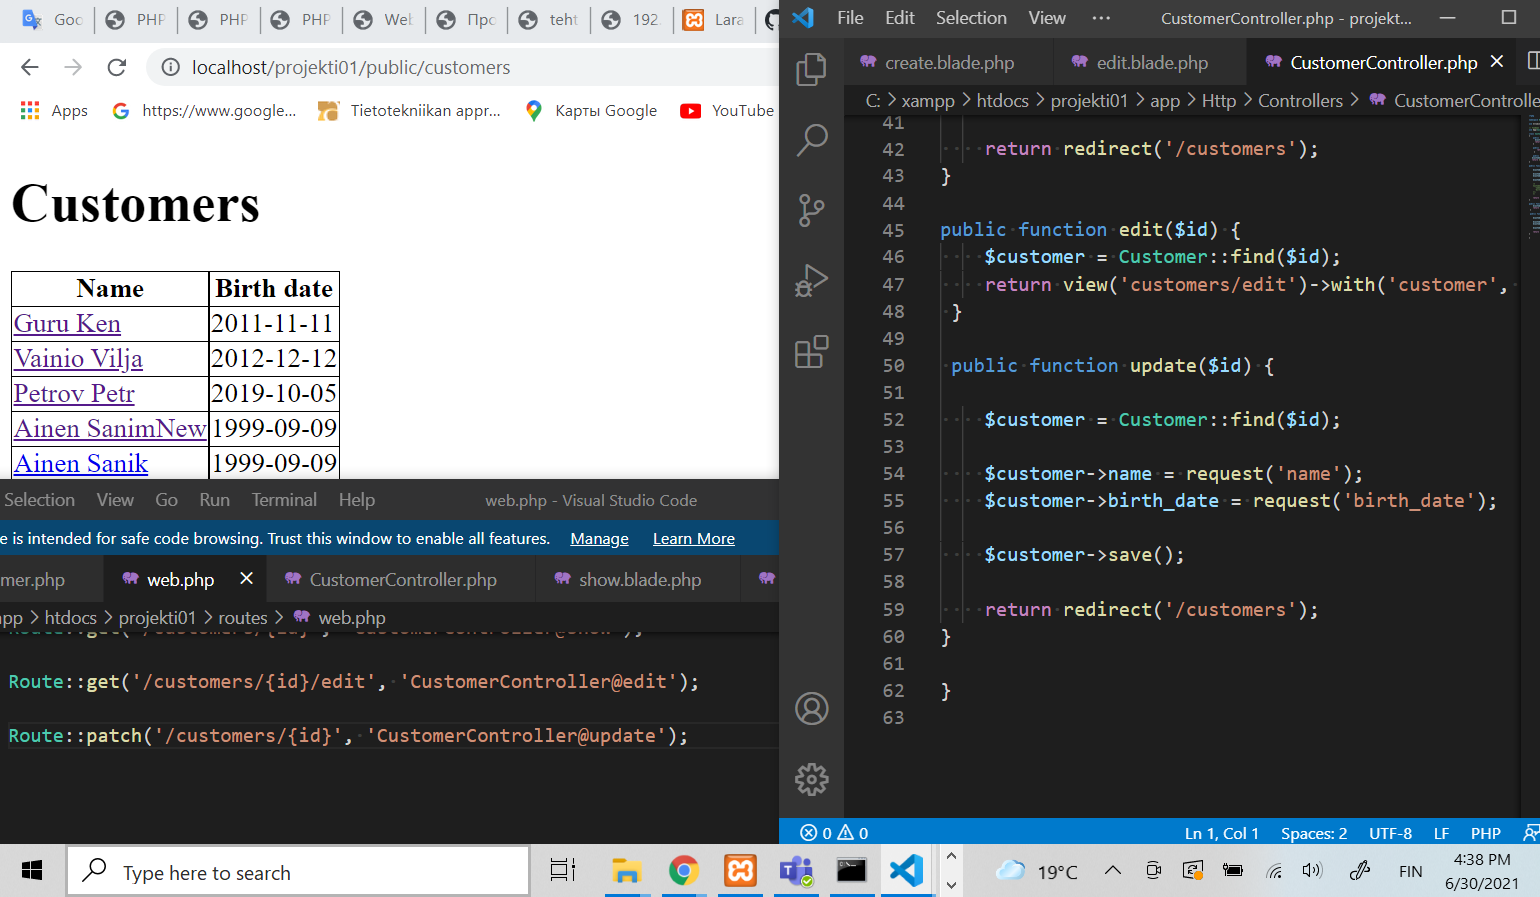 Goo
PHP
PHP
PHP
Web
Про
teht
192.
Lara
localhost/projekti01/public/customers
Apps
https://www.google...
Tietotekniikan appr...
Карты Google
YouTube
Customers
Name Birth date
Guru Ken 2011-11-11
Vainio Vilja 2012-12-12
Petrov Petr 2019-10-05
Ainen SanimNew 1999-09-09
Ainen Sanik 1999-09-09
Selection View Go Run Terminal Help web.php - Visual Studio Code
e is intended for safe code browsing. Trust this window to enable all features. Manage Learn More
mer.php web.php CustomerController.php show.blade.php
pp > htdocs > projekti01 > routes > web.php
Route::get('/customers/{id}/edit', 'CustomerController@edit');
Route::patch('/customers/{id}', 'CustomerController@update');
File Edit Selection View ... CustomerController.php - projekt...
create.blade.php edit.blade.php CustomerController.php
C: > xampp > htdocs > projekti01 > app > Http > Controllers > CustomerControlle
41
42 return redirect('/customers');
43 }
44
45 public function edit($id) {
46 $customer = Customer::find($id);
47 return view('customers/edit')->with('customer',
48 }
49
50 public function update($id) {
51
52 $customer = Customer::find($id);
53
54 $customer->name = request('name');
55 $customer->birth_date = request('birth_date');
56
57 $customer->save();
58
59 return redirect('/customers');
60 }
61
62 }
63
0 0 Ln 1, Col 1 Spaces: 2 UTF-8 LF PHP
Type here to search
19°C
FIN
4:38 PM
6/30/2021